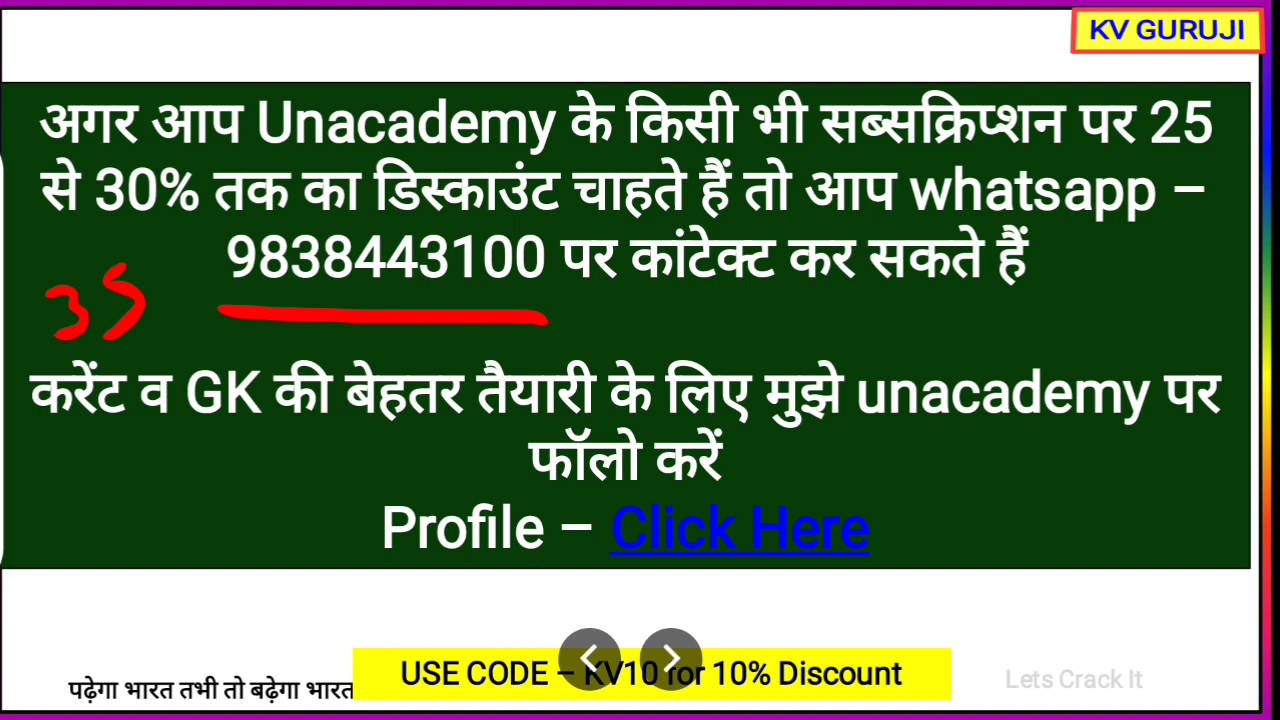 KV GURUJI
अगर आप Unacademy के किसी भी सब्सक्रिप्शन पर 25
से 30% तक का डिस्काउंट चाहते हैं तो आप whatsapp –
9838443100 पर कांटेक्ट कर सकते हैं
35
करेंट व GK की बेहतर तैयारी के लिए मुझे unacademy पर
फॉलो करें
Profile – Click Here
USE CODE – KV10 for 10% Discount
पढ़ेगा भारत तभी तो बढ़ेगा भारत
Lets Crack It